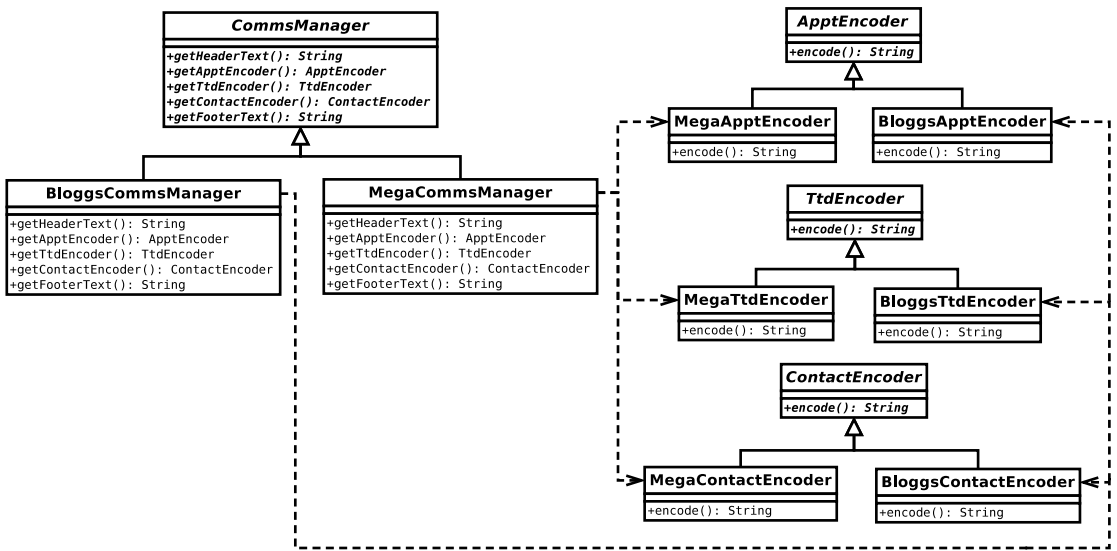 CommsManager
+getHeaderText(): String
+getApptEncoder(): ApptEncoder
+getTtdEncoder(): TtdEncoder
+getContactEncoder(): ContactEncoder
+getFooterText(): String
BloggsCommsManager
+getHeaderText(): String
+getApptEncoder(): ApptEncoder
+getTtdEncoder(): TtdEncoder
+getContactEncoder(): ContactEncoder
+getFooterText(): String
MegaCommsManager
+getHeaderText(): String
+getApptEncoder(): ApptEncoder
+getTtdEncoder(): TtdEncoder
+getContactEncoder(): ContactEncoder
+getFooterText(): String
ApptEncoder
+encode(): String
MegaApptEncoder
+encode(): String
BloggsApptEncoder
+encode(): String
TtdEncoder
+encode(): String
MegaTtdEncoder
+encode(): String
BloggsTtdEncoder
+encode(): String
ContactEncoder
+encode(): String
MegaContactEncoder
+encode(): String
BloggsContactEncoder
+encode(): String